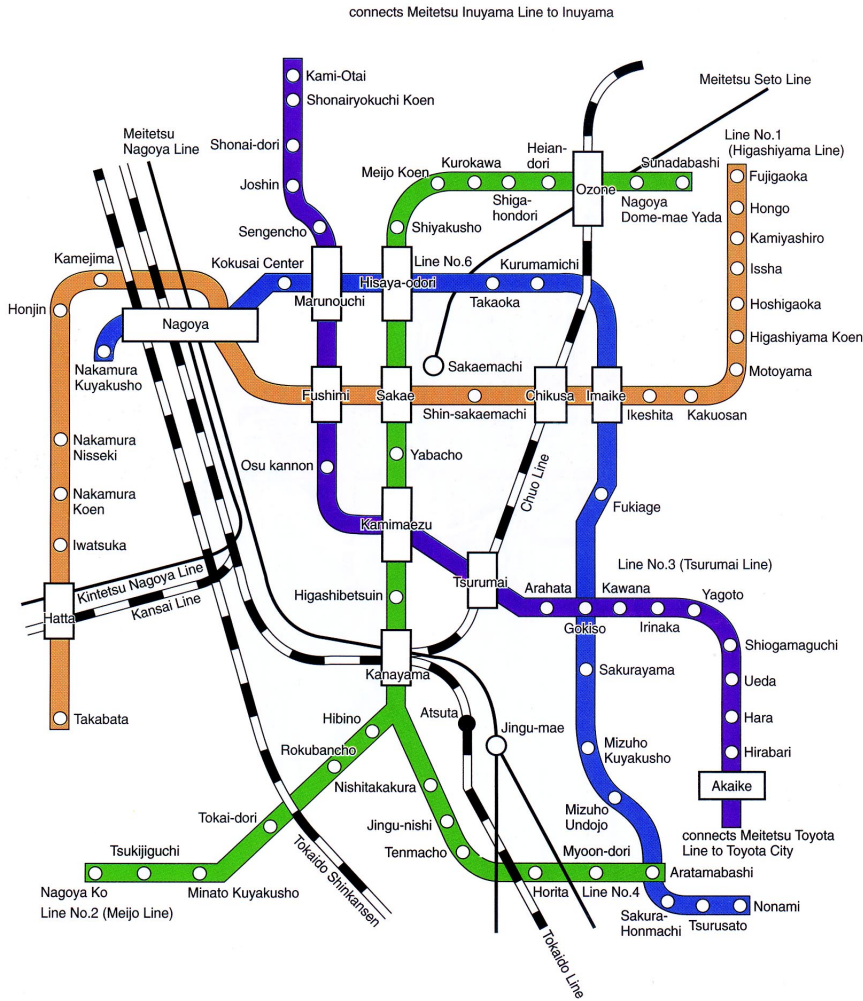 connects Meitetsu Inuyama Line to Inuyama
Kami-Otai
Shonairyokuchi Koen
Shonai-dori
Joshin
Sengencho
Meitetsu
Nagoya Line
Meitetsu Seto Line
Line No.1
(Higashiyama Line)
Meijo Koen
Kurokawa
Shiga-
hondori
Heian-
dori
Ozone
Sunadabashi
Nagoya
Dome-mae Yada
Fujigaoka
Hongo
Kamiyashiro
Issha
Hoshigaoka
Higashiyama Koen
Motoyama
Shiyakusho
Kamejima
Kokusai Center
Line No.6
Kurumamichi
Honjin
Nagoya
Marunouchi
Hisaya-odori
Takaoka
Nakamura
Kuyakusho
Sakaemachi
Fushimi
Sakae
Shin-sakaemachi
Chikusa
Imaike
Ikeshita
Kakuosan
Nakamura
Nisseki
Osu kannon
Yabacho
Chuo Line
Nakamura
Koen
Fukiage
Kamimaezu
Iwatsuka
Kintetsu Nagoya Line
Kansai Line
Hatta
Tsurumai
Line No.3 (Tsurumai Line)
Arahata
Kawana
Yagoto
Gokiso
Irinaka
Higashibetsuin
Shiogamaguchi
Kanayama
Sakurayama
Ueda
Takabata
Hibino
Atsuta
Jingu-mae
Hara
Rokubancho
Mizuho
Kuyakusho
Hirabari
Nishitakakura
Akaike
Tokai-dori
Jingu-nishi
Mizuho
Undojo
connects Meitetsu Toyota
Line to Toyota City
Tsukijiguchi
Tokaido Shinkansen
Tenmacho
Myoon-dori
Aratamabashi
Nagoya Ko
Minato Kuyakusho
Horita
Line No.4
Line No.2 (Meijo Line)
Sakura-
Honmachi
Tsurusato
Nonami
Tokaido Line